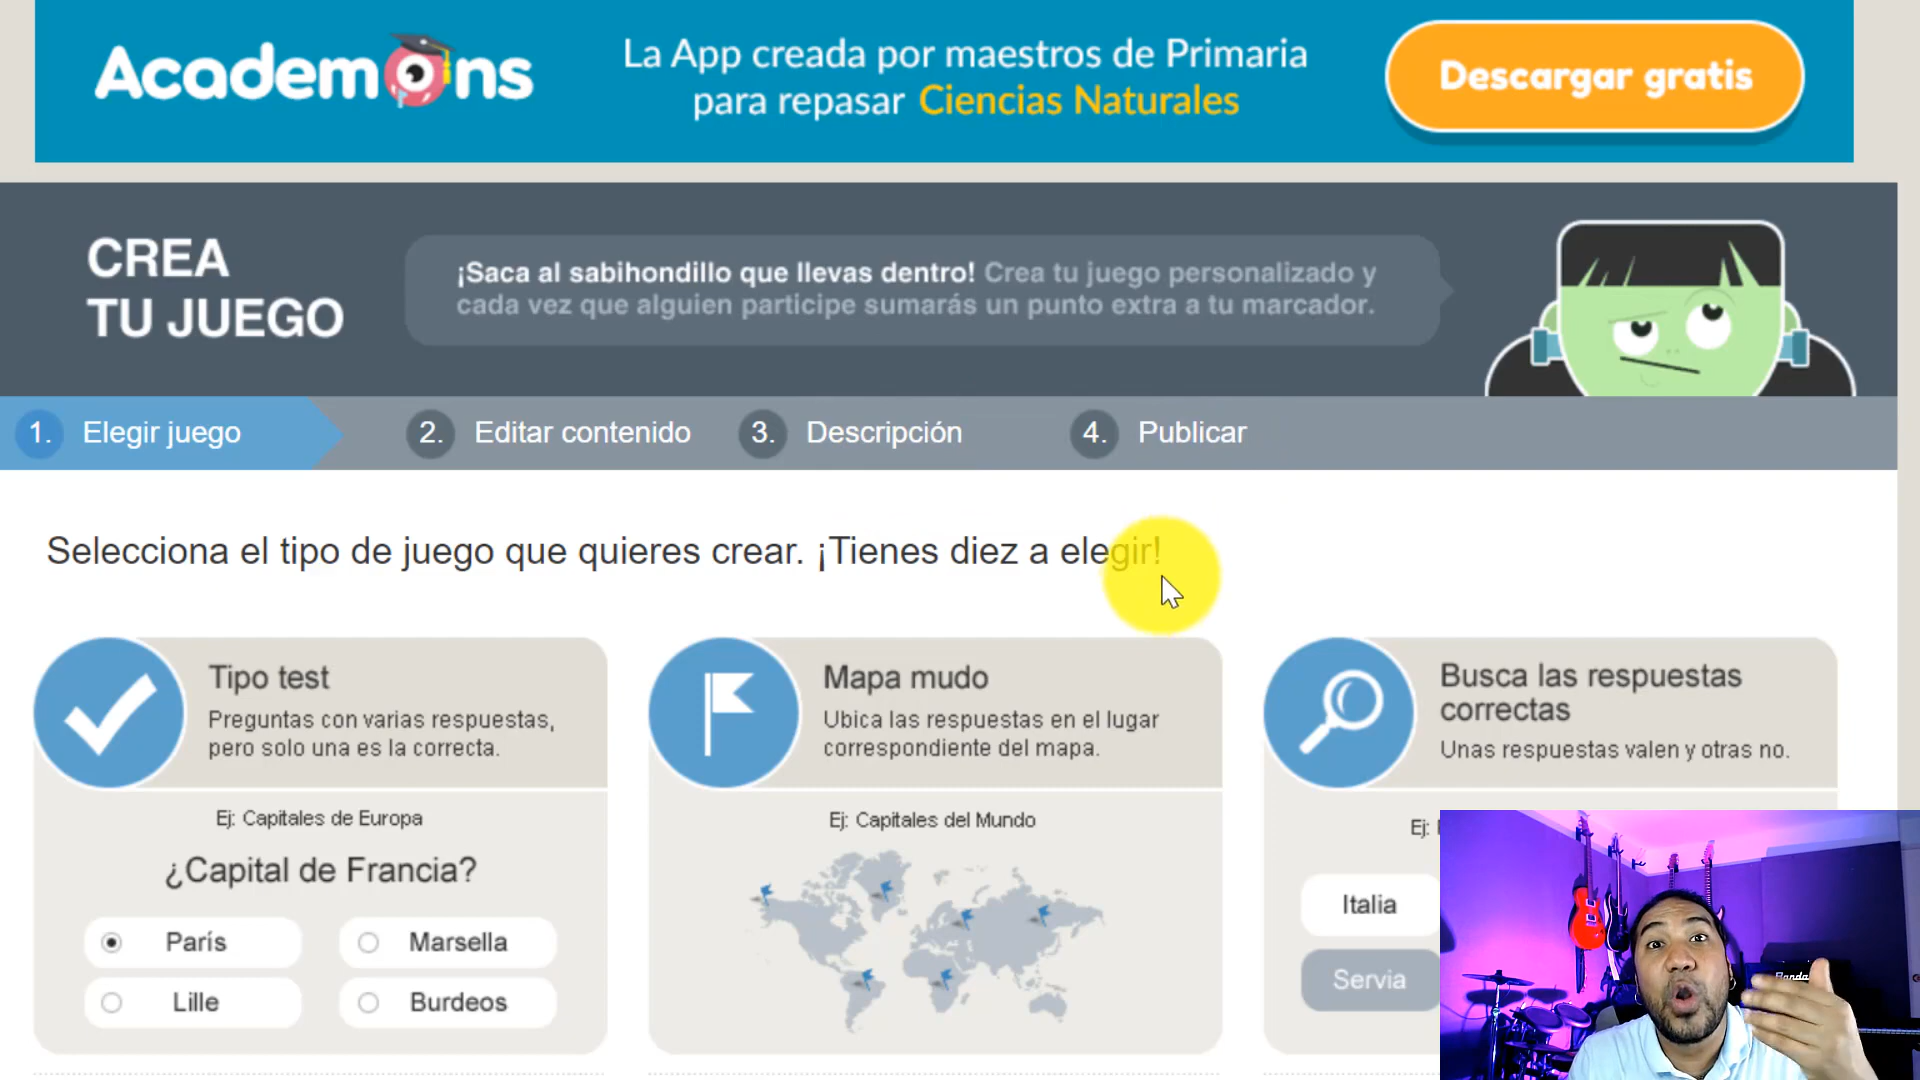 Academons
La App creada por maestros de Primaria
para repasar Ciencias Naturales
Descargar gratis
CREA
TU JUEGO
¡Saca al sabihondillo que llevas dentro! Crea tu juego personalizado y
cada vez que alguien participe sumarás un punto extra a tu marcador.
1. Elegir juego
2. Editar contenido
3. Descripción
4. Publicar
Selecciona el tipo de juego que quieres crear. ¡Tienes diez a elegir!
Tipo test
Preguntas con varias respuestas,
pero solo una es la correcta.
Ej: Capitales de Europa
¿Capital de Francia?
París
Marsella
Lille
Burdeos
Mapa mudo
Ubica las respuestas en el lugar
correspondiente del mapa.
Ej: Capitales del Mundo
Busca las respuestas
correctas
Unas respuestas valen y otras no.
Ej:
Italia
Servia